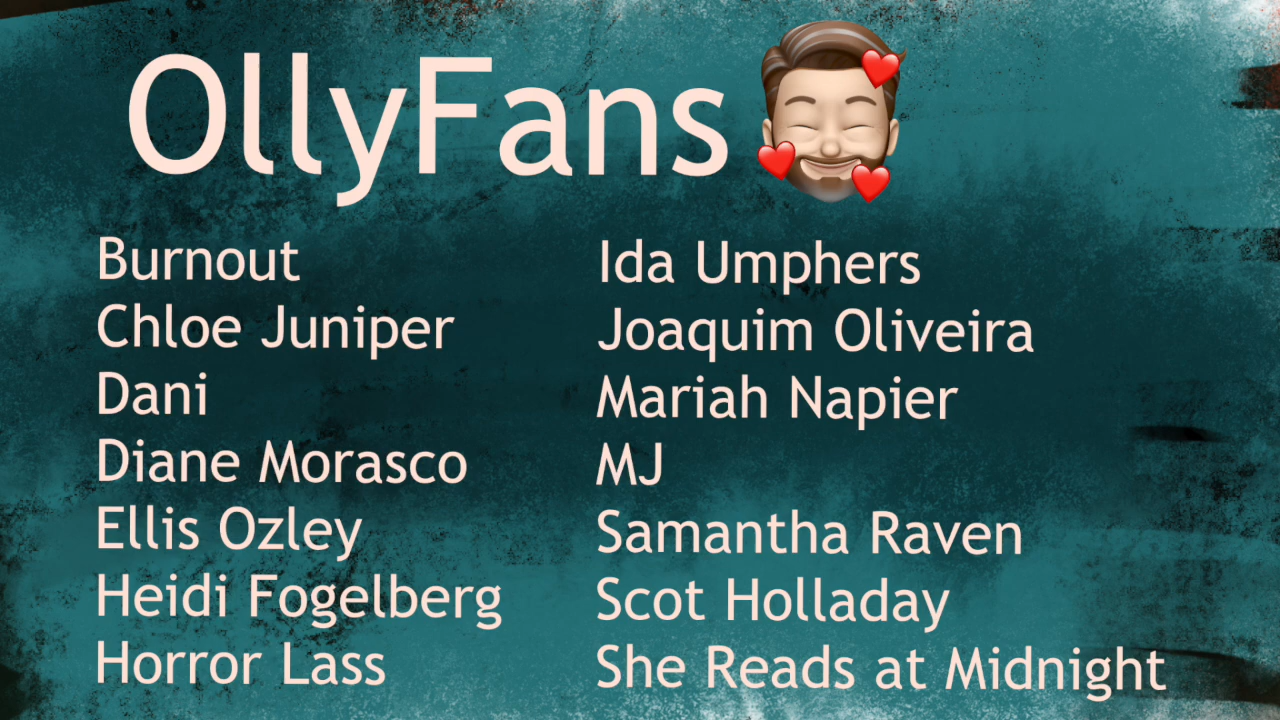 OllyFans
Burnout
Chloe Juniper
Dani
Diane Morasco
Ellis Ozley
Heidi Fogelberg
Horror Lass
Ida Umphers
Joaquim Oliveira
Mariah Napier
MJ
Samantha Raven
Scot Holladay
She Reads at Midnight